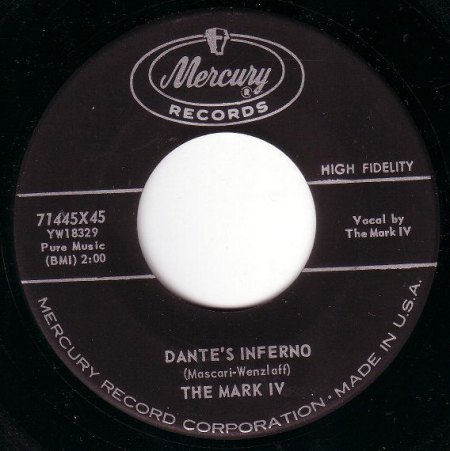 Mercury
®
RECORDS
HIGH FIDELITY
71445X45
YW18329
Pure Music
(BMI) 2:00
Vocal by
The Mark IV
DANTE'S INFERNO
(Mascari-Wenzlaff)
THE MARK IV
MERCURY RECORD CORPORATION · MADE IN U.S.A.